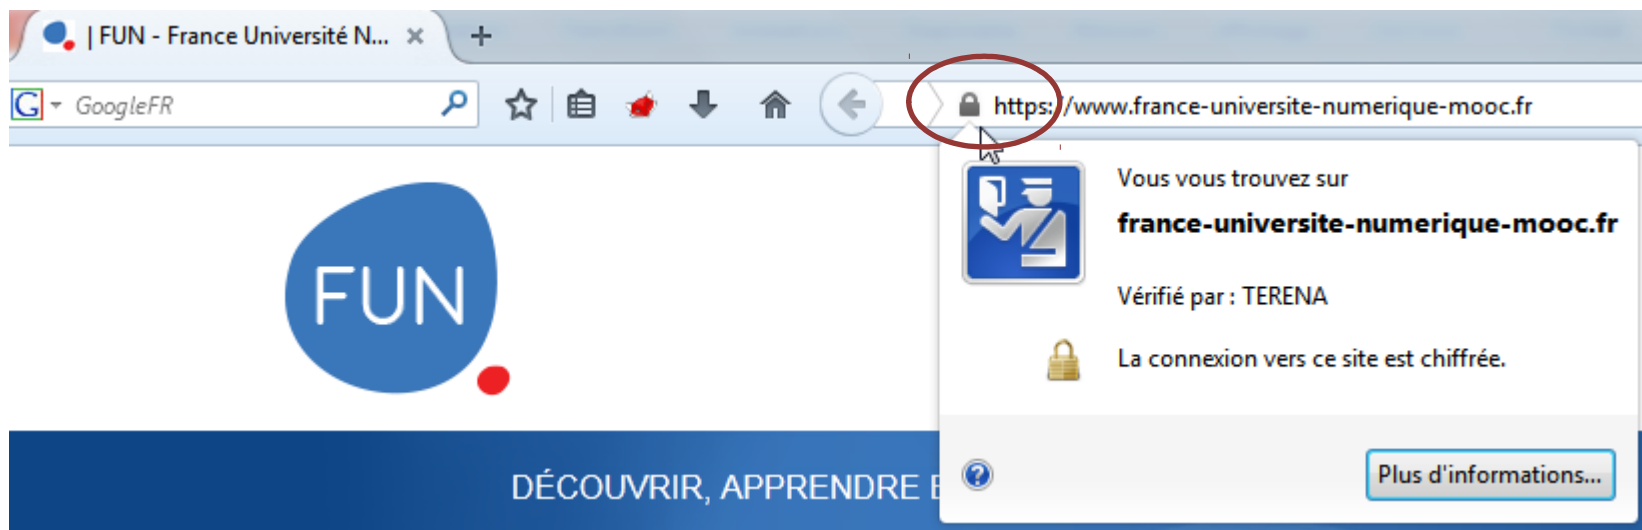 | FUN - France Université N...
GoogleFR
https://www.france-universite-numerique-mooc.fr
Vous vous trouvez sur
france-universite-numerique-mooc.fr
Vérifié par : TERENA
La connexion vers ce site est chiffrée.
Plus d'informations...
FUN
DÉCOUVRIR, APPRENDRE E